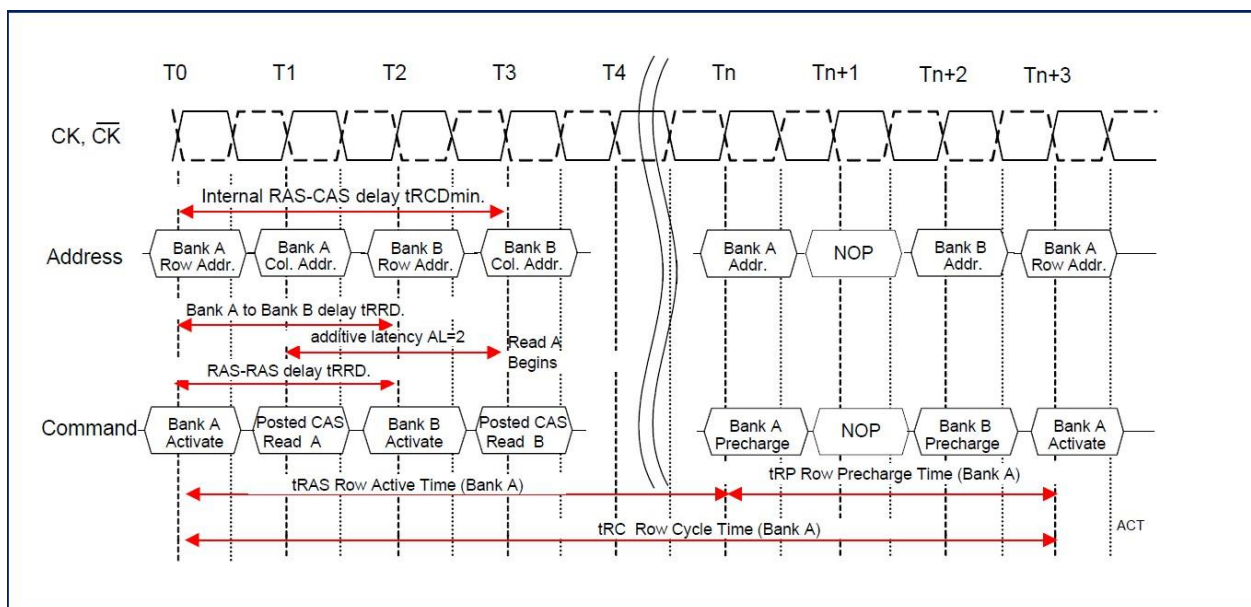 T0 T1 T2 T3 T4 Tn Tn+1 Tn+2 Tn+3
CK, CK
Internal RAS-CAS delay tRCDmin.
Address
Bank A
Row Addr.
Bank A
Col. Addr.
Bank B
Row Addr.
Bank B
Col. Addr.
Bank A
Addr.
NOP
Bank B
Addr.
Bank A
Row Addr.
Bank A to Bank B delay tRRD.
additive latency AL=2
Read A
Begins
RAS-RAS delay tRRD.
Command
Bank A
Activate
Posted CAS
Read A
Bank B
Activate
Posted CAS
Read B
Bank A
Precharge
NOP
Bank B
Precharge
Bank A
Activate
tRAS Row Active Time (Bank A)
tRP Row Precharge Time (Bank A)
tRC Row Cycle Time (Bank A)
ACT